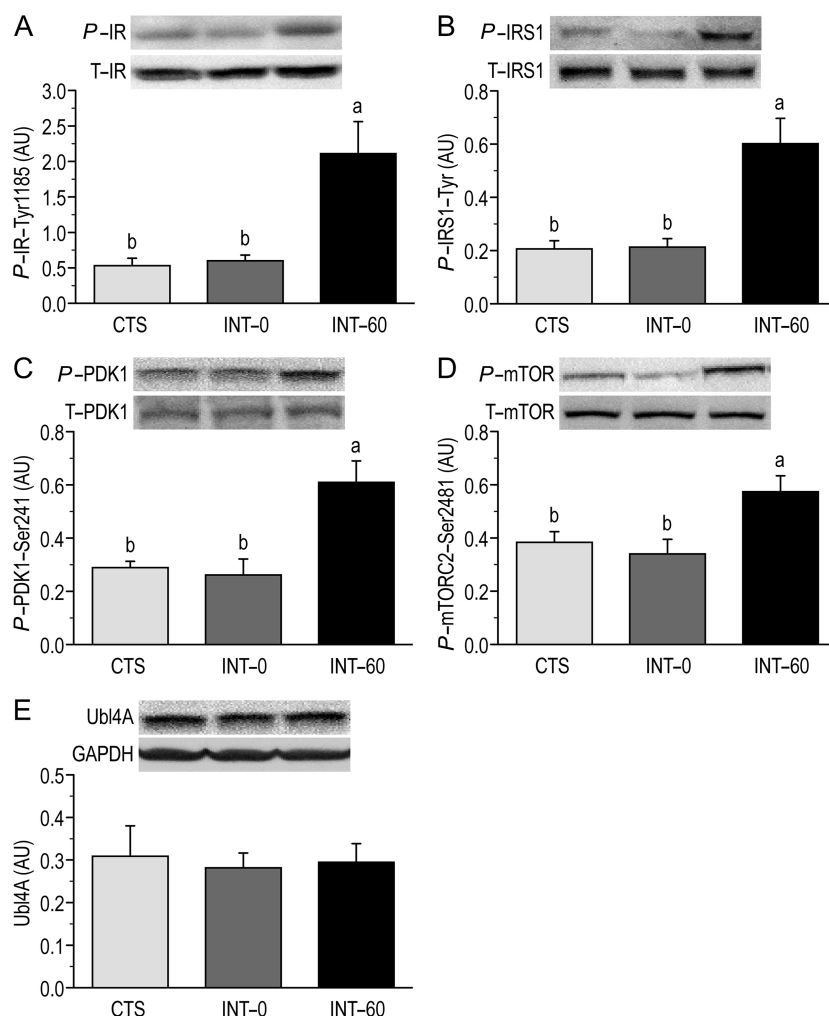 A
P–IR
T–IR
P–IR–Tyr1185 (AU)
3.0
2.5
2.0
1.5
1.0
0.5
0.0
b
b
a
CTS
INT–0
INT–60
B
P–IRS1
T–IRS1
P–IRS1–Tyr (AU)
0.8
0.6
0.4
0.2
0.0
b
b
a
CTS
INT–0
INT–60
C
P–PDK1
T–PDK1
P–PDK1–Ser241 (AU)
0.8
0.6
0.4
0.2
0.0
b
b
a
CTS
INT–0
INT–60
D
P–mTOR
T–mTOR
P–mTORC2–Ser2481 (AU)
0.8
0.6
0.4
0.2
0.0
b
b
a
CTS
INT–0
INT–60
E
Ubl4A
GAPDH
Ubl4A (AU)
0.5
0.4
0.3
0.2
0.1
0.0
CTS
INT–0
INT–60